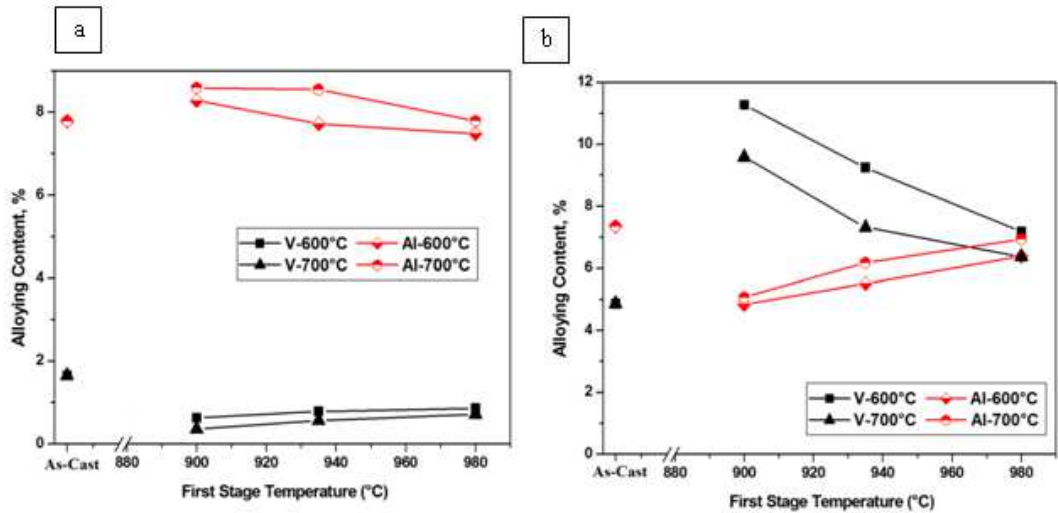 a
8
6
4
2
0
Alloying Content, %
V-600°C Al-600°C
V-700°C Al-700°C
As-Cast 880 900 920 940 960 980
First Stage Temperature (°C)
b
12
10
8
6
4
2
0
Alloying Content, %
V-600°C Al-600°C
V-700°C Al-700°C
As-Cast 880 900 920 940 960 980
First Stage Temperature (°C)